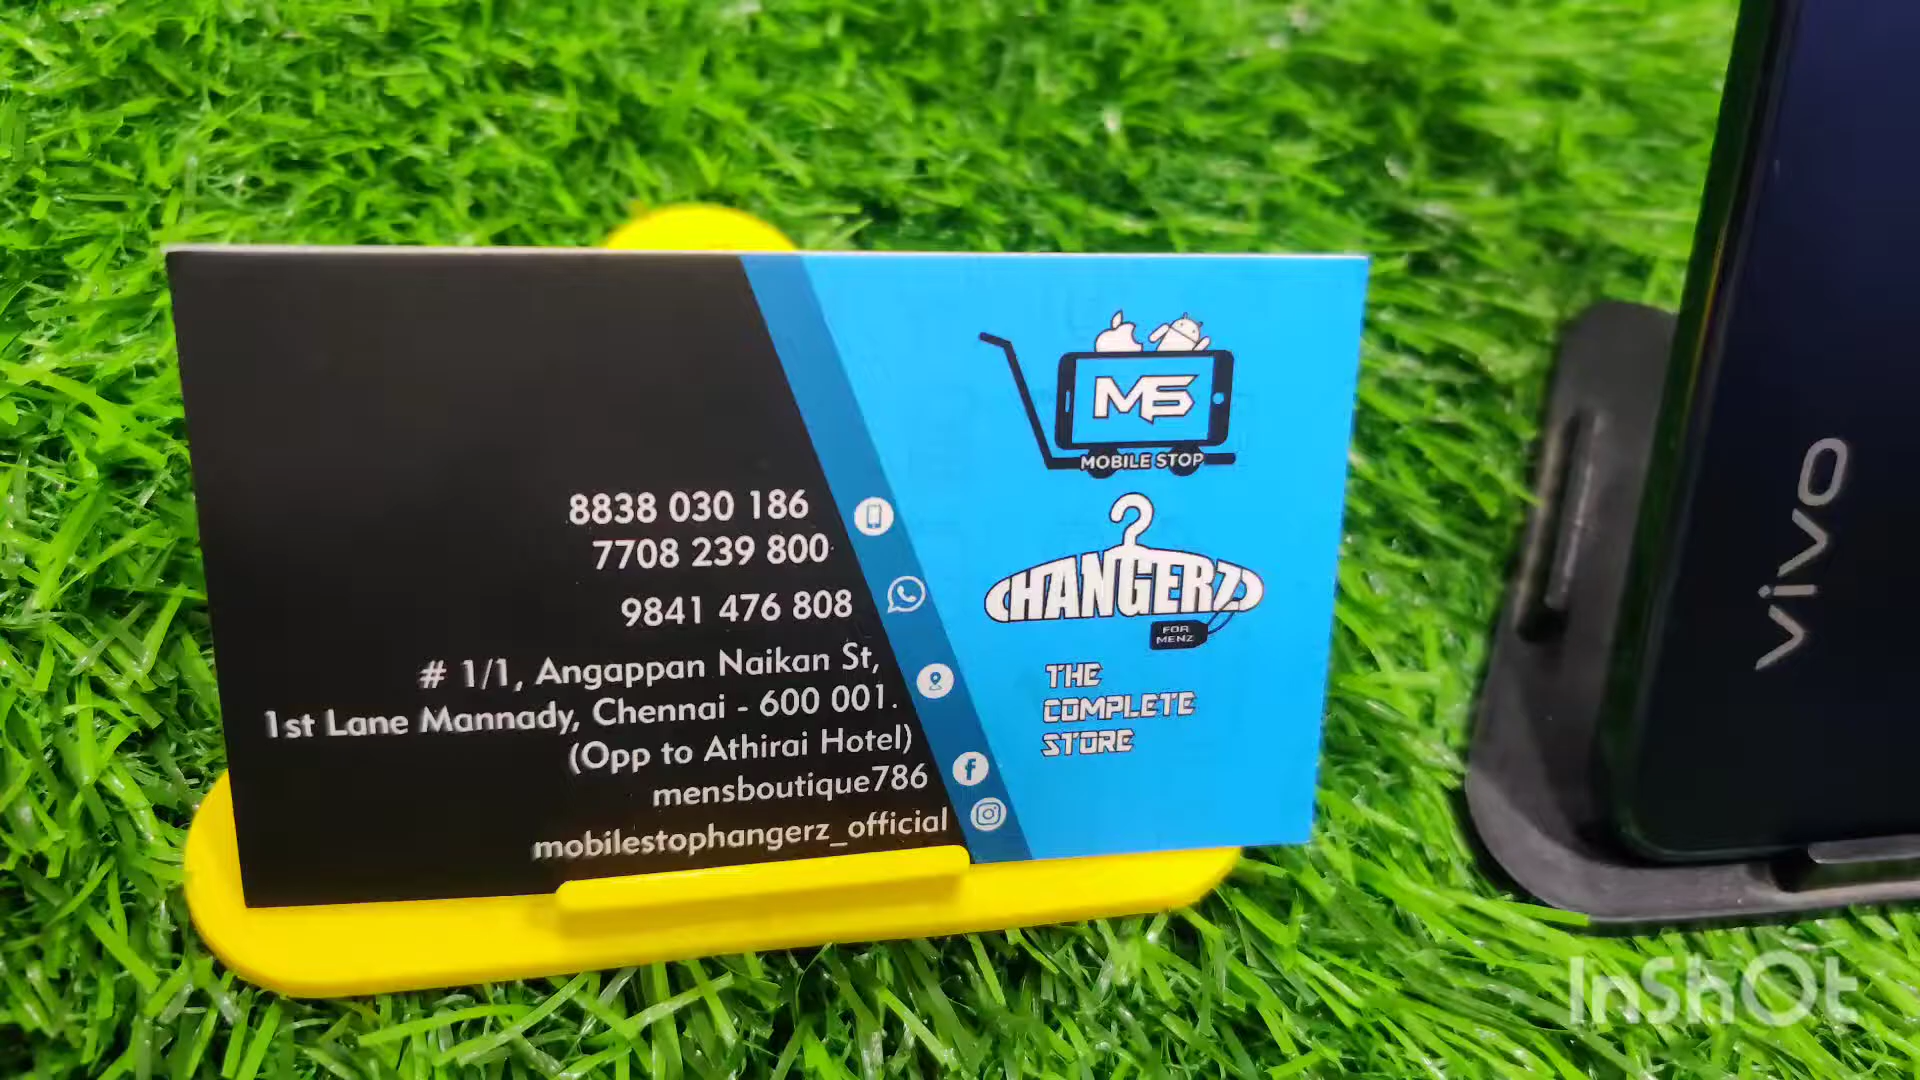 8838 030 186
7708 239 800
9841 476 808
# 1/1, Angappan Naikan St,
1st Lane Mannady, Chennai - 600 001.
(Opp to Athirai Hotel)
mensboutique786
mobilestophangerz_official
MS
MOBILE STOP
HANGERZ
FOR
MENZ
THE
COMPLETE
STORE
vivo
InShOt